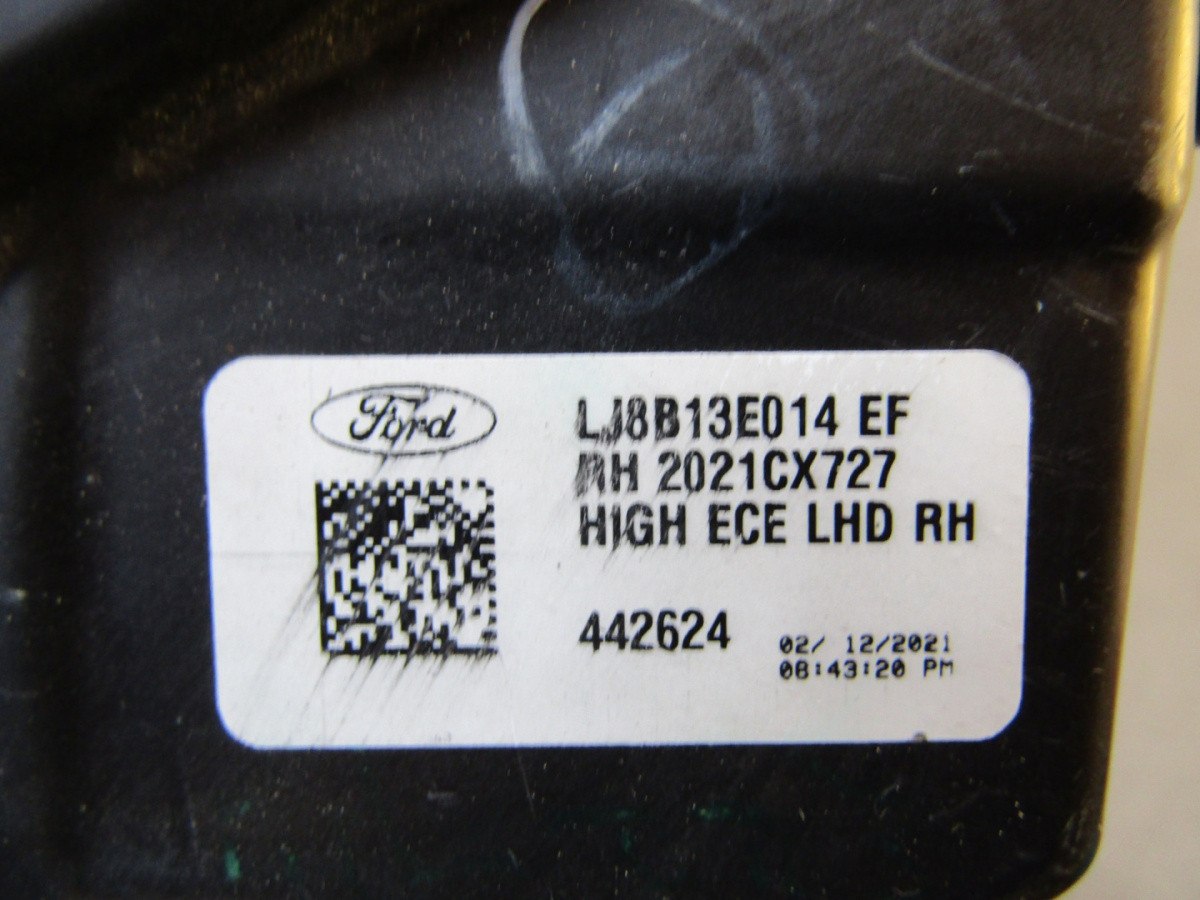 Ford
LJ8B13E014 EF
RH 2021CX727
HIGH ECE LHD RH
442624
02/ 12/2021
08:43:20 PM